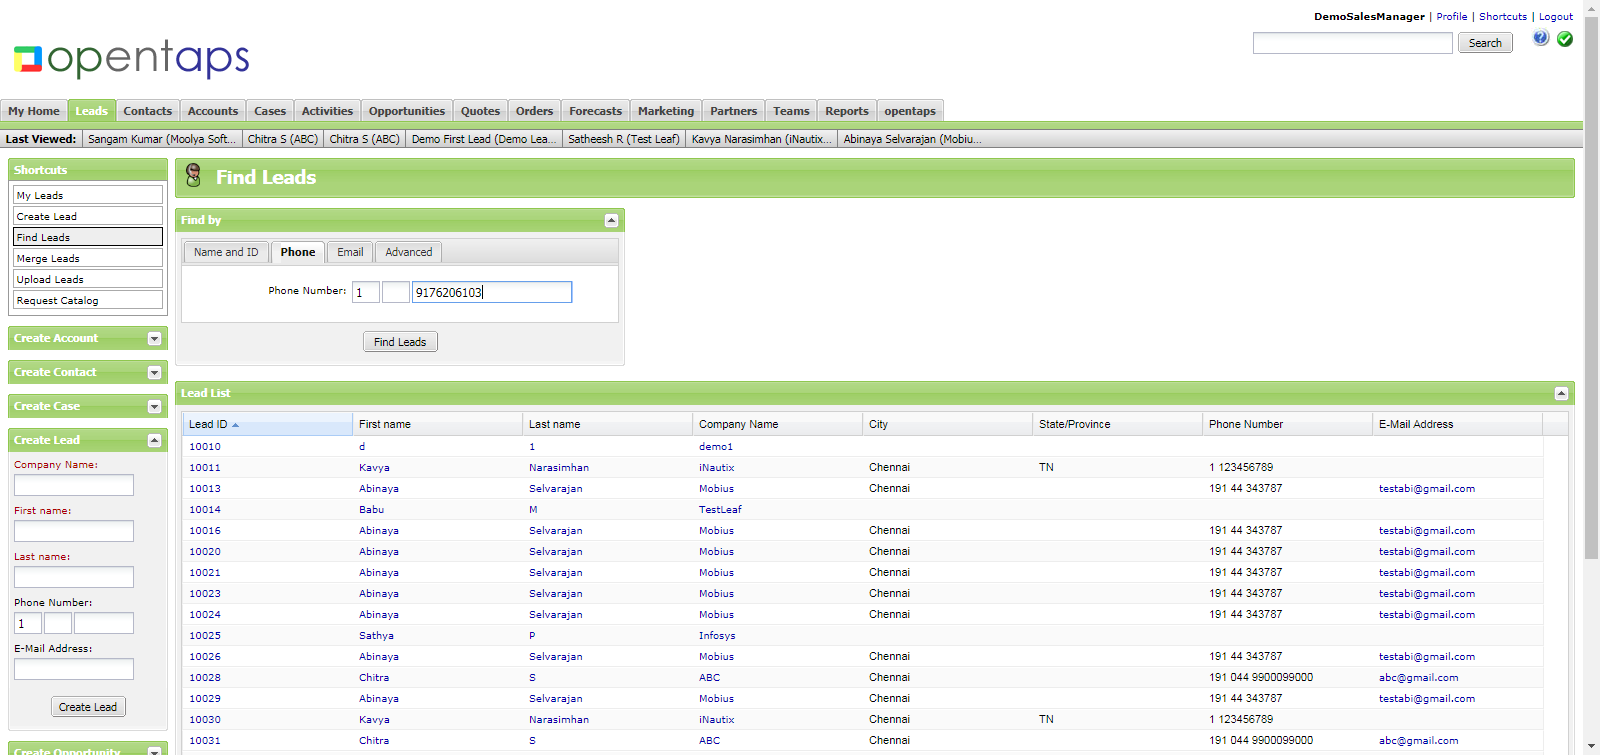 DemoSalesManager | Profile | Shortcuts | Logout
opentaps
Search
My Home Leads Contacts Accounts Cases Activities Opportunities Quotes Orders Forecasts Marketing Partners Teams Reports opentaps
Last Viewed: Sangam Kumar (Moolya Soft... Chitra S (ABC) Chitra S (ABC) Demo First Lead (Demo Lea... Satheesh R (Test Leaf) Kavya Narasimhan (iNautix... Abinaya Selvarajan (Mobiu...
Shortcuts
My Leads
Create Lead
Find Leads
Merge Leads
Upload Leads
Request Catalog
Create Account
Create Contact
Create Case
Create Lead
Company Name:
First name:
Last name:
Phone Number:
1
E-Mail Address:
Create Lead
Create Opportunity
Find Leads
Find by
Name and ID Phone Email Advanced
Phone Number: 1 9176206103
Find Leads
Lead List
Lead ID First name Last name Company Name City State/Province Phone Number E-Mail Address
10010 d 1 demo1
10011 Kavya Narasimhan iNautix Chennai TN 1 123456789
10013 Abinaya Selvarajan Mobius Chennai 191 44 343787 testabi@gmail.com
10014 Babu M TestLeaf
10016 Abinaya Selvarajan Mobius Chennai 191 44 343787 testabi@gmail.com
10020 Abinaya Selvarajan Mobius Chennai 191 44 343787 testabi@gmail.com
10021 Abinaya Selvarajan Mobius Chennai 191 44 343787 testabi@gmail.com
10023 Abinaya Selvarajan Mobius Chennai 191 44 343787 testabi@gmail.com
10024 Abinaya Selvarajan Mobius Chennai 191 44 343787 testabi@gmail.com
10025 Sathya P Infosys
10026 Abinaya Selvarajan Mobius Chennai 191 44 343787 testabi@gmail.com
10028 Chitra S ABC Chennai 191 044 9900099000 abc@gmail.com
10029 Abinaya Selvarajan Mobius Chennai 191 44 343787 testabi@gmail.com
10030 Kavya Narasimhan iNautix Chennai TN 1 123456789
10031 Chitra S ABC Chennai 191 044 9900099000 abc@gmail.com